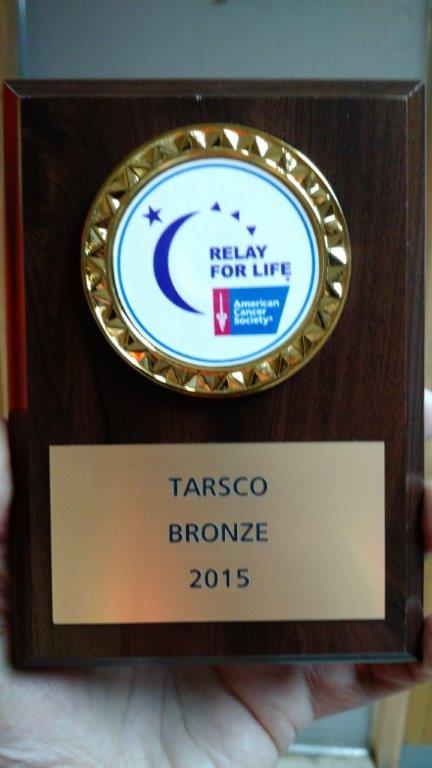 RELAY
FOR LIFE
American
Cancer
Society®
TARSCO
BRONZE
2015